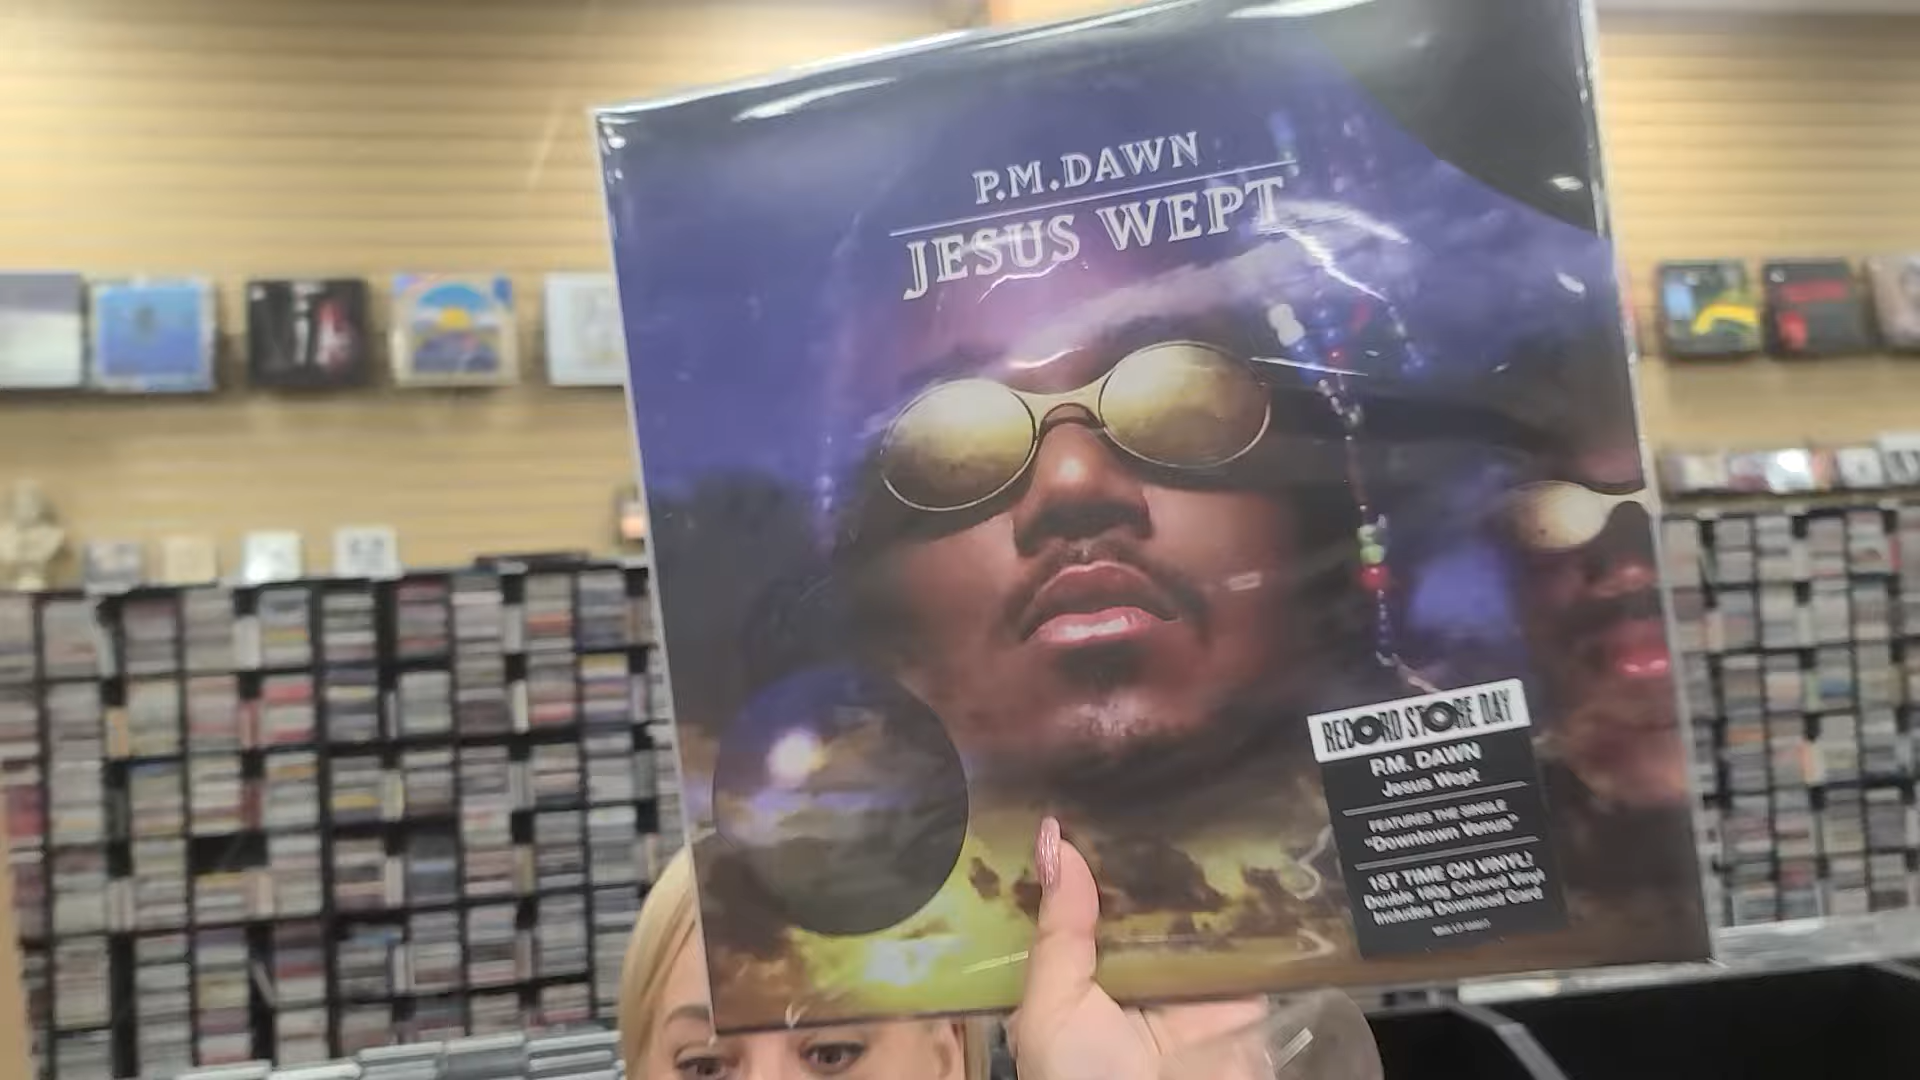 P.M.DAWN
JESUS WEPT
RECORD STORE DAY
P.M. DAWN
Jesus Wept
FEATURES THE SINGLE
"Downtown Venus"
1ST TIME ON VINYL!
Double 180g Colored Vinyl
Includes Download Card